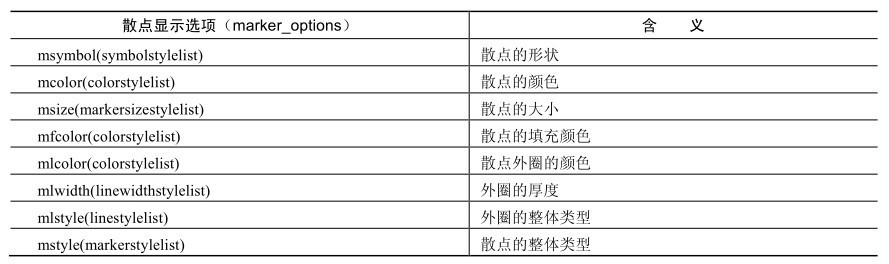 散点显示选项（marker_options） 含 义
msymbol(symbolstylelist) 散点的形状
mcolor(colorstylelist) 散点的颜色
msize(markersizestylelist) 散点的大小
mfcolor(colorstylelist) 散点的填充颜色
mlcolor(colorstylelist) 散点外圈的颜色
mlwidth(linewidthstylelist) 外圈的厚度
mlstyle(linestylelist) 外圈的整体类型
mstyle(markerstylelist) 散点的整体类型